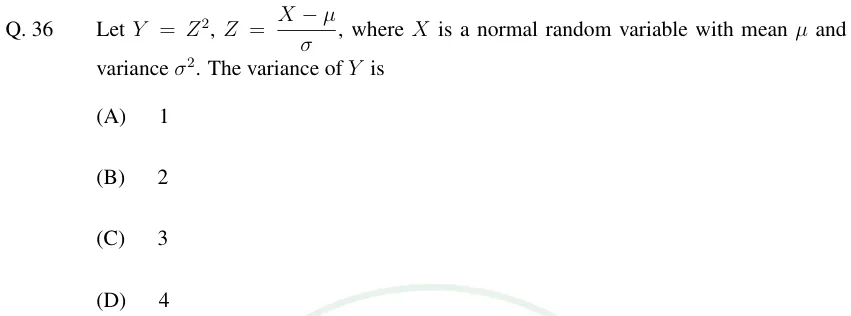 Q. 36 Let Y = Z², Z = (X − μ)/σ, where X is a normal random variable with mean μ and
variance σ². The variance of Y is
(A) 1
(B) 2
(C) 3
(D) 4